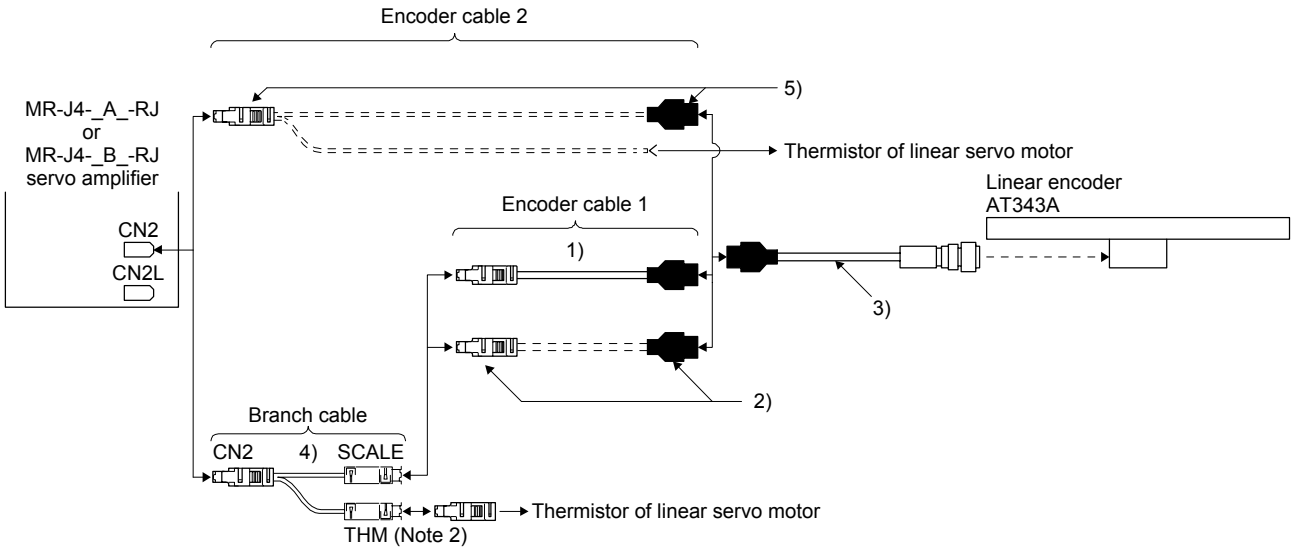 Encoder cable 2
5)
MR-J4-_A_-RJ
or
MR-J4-_B_-RJ
servo amplifier
Thermistor of linear servo motor
Linear encoder
AT343A
Encoder cable 1
CN2
1)
CN2L
3)
2)
Branch cable
CN2 4) SCALE
Thermistor of linear servo motor
THM (Note 2)